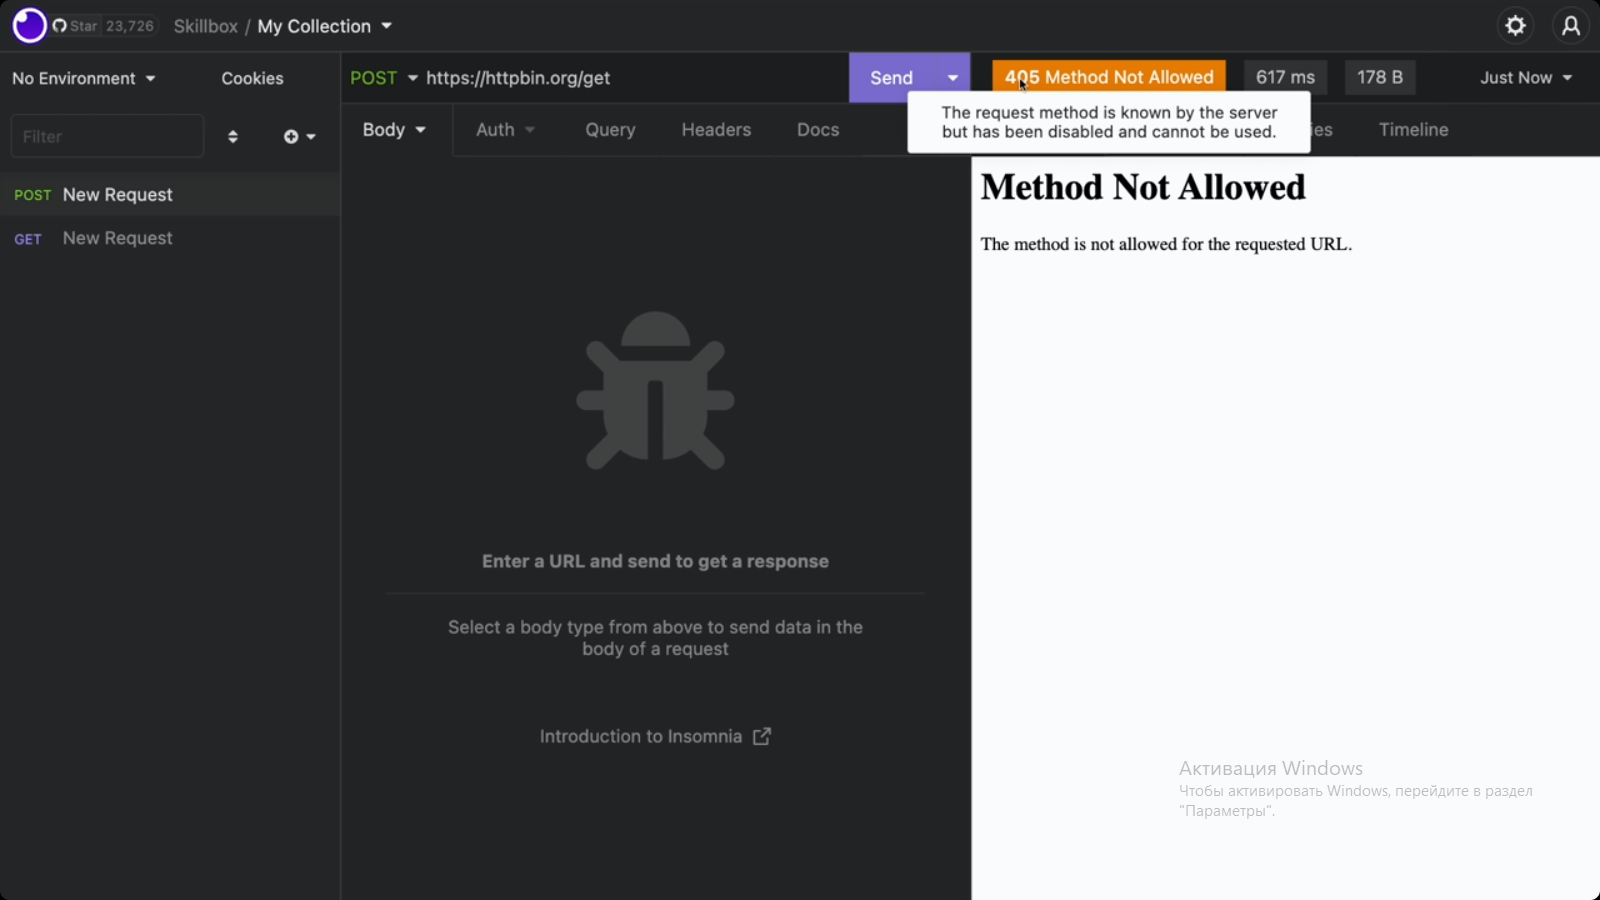 Star 23,726 Skillbox / My Collection
No Environment Cookies POST https://httpbin.org/get Send 405 Method Not Allowed 617 ms 178 B Just Now
The request method is known by the server
but has been disabled and cannot be used.
Filter Body Auth Query Headers Docs Timeline
POST New Request
GET New Request
Method Not Allowed
The method is not allowed for the requested URL.
Enter a URL and send to get a response
Select a body type from above to send data in the
body of a request
Introduction to Insomnia
Активация Windows
Чтобы активировать Windows, перейдите в раздел
"Параметры".